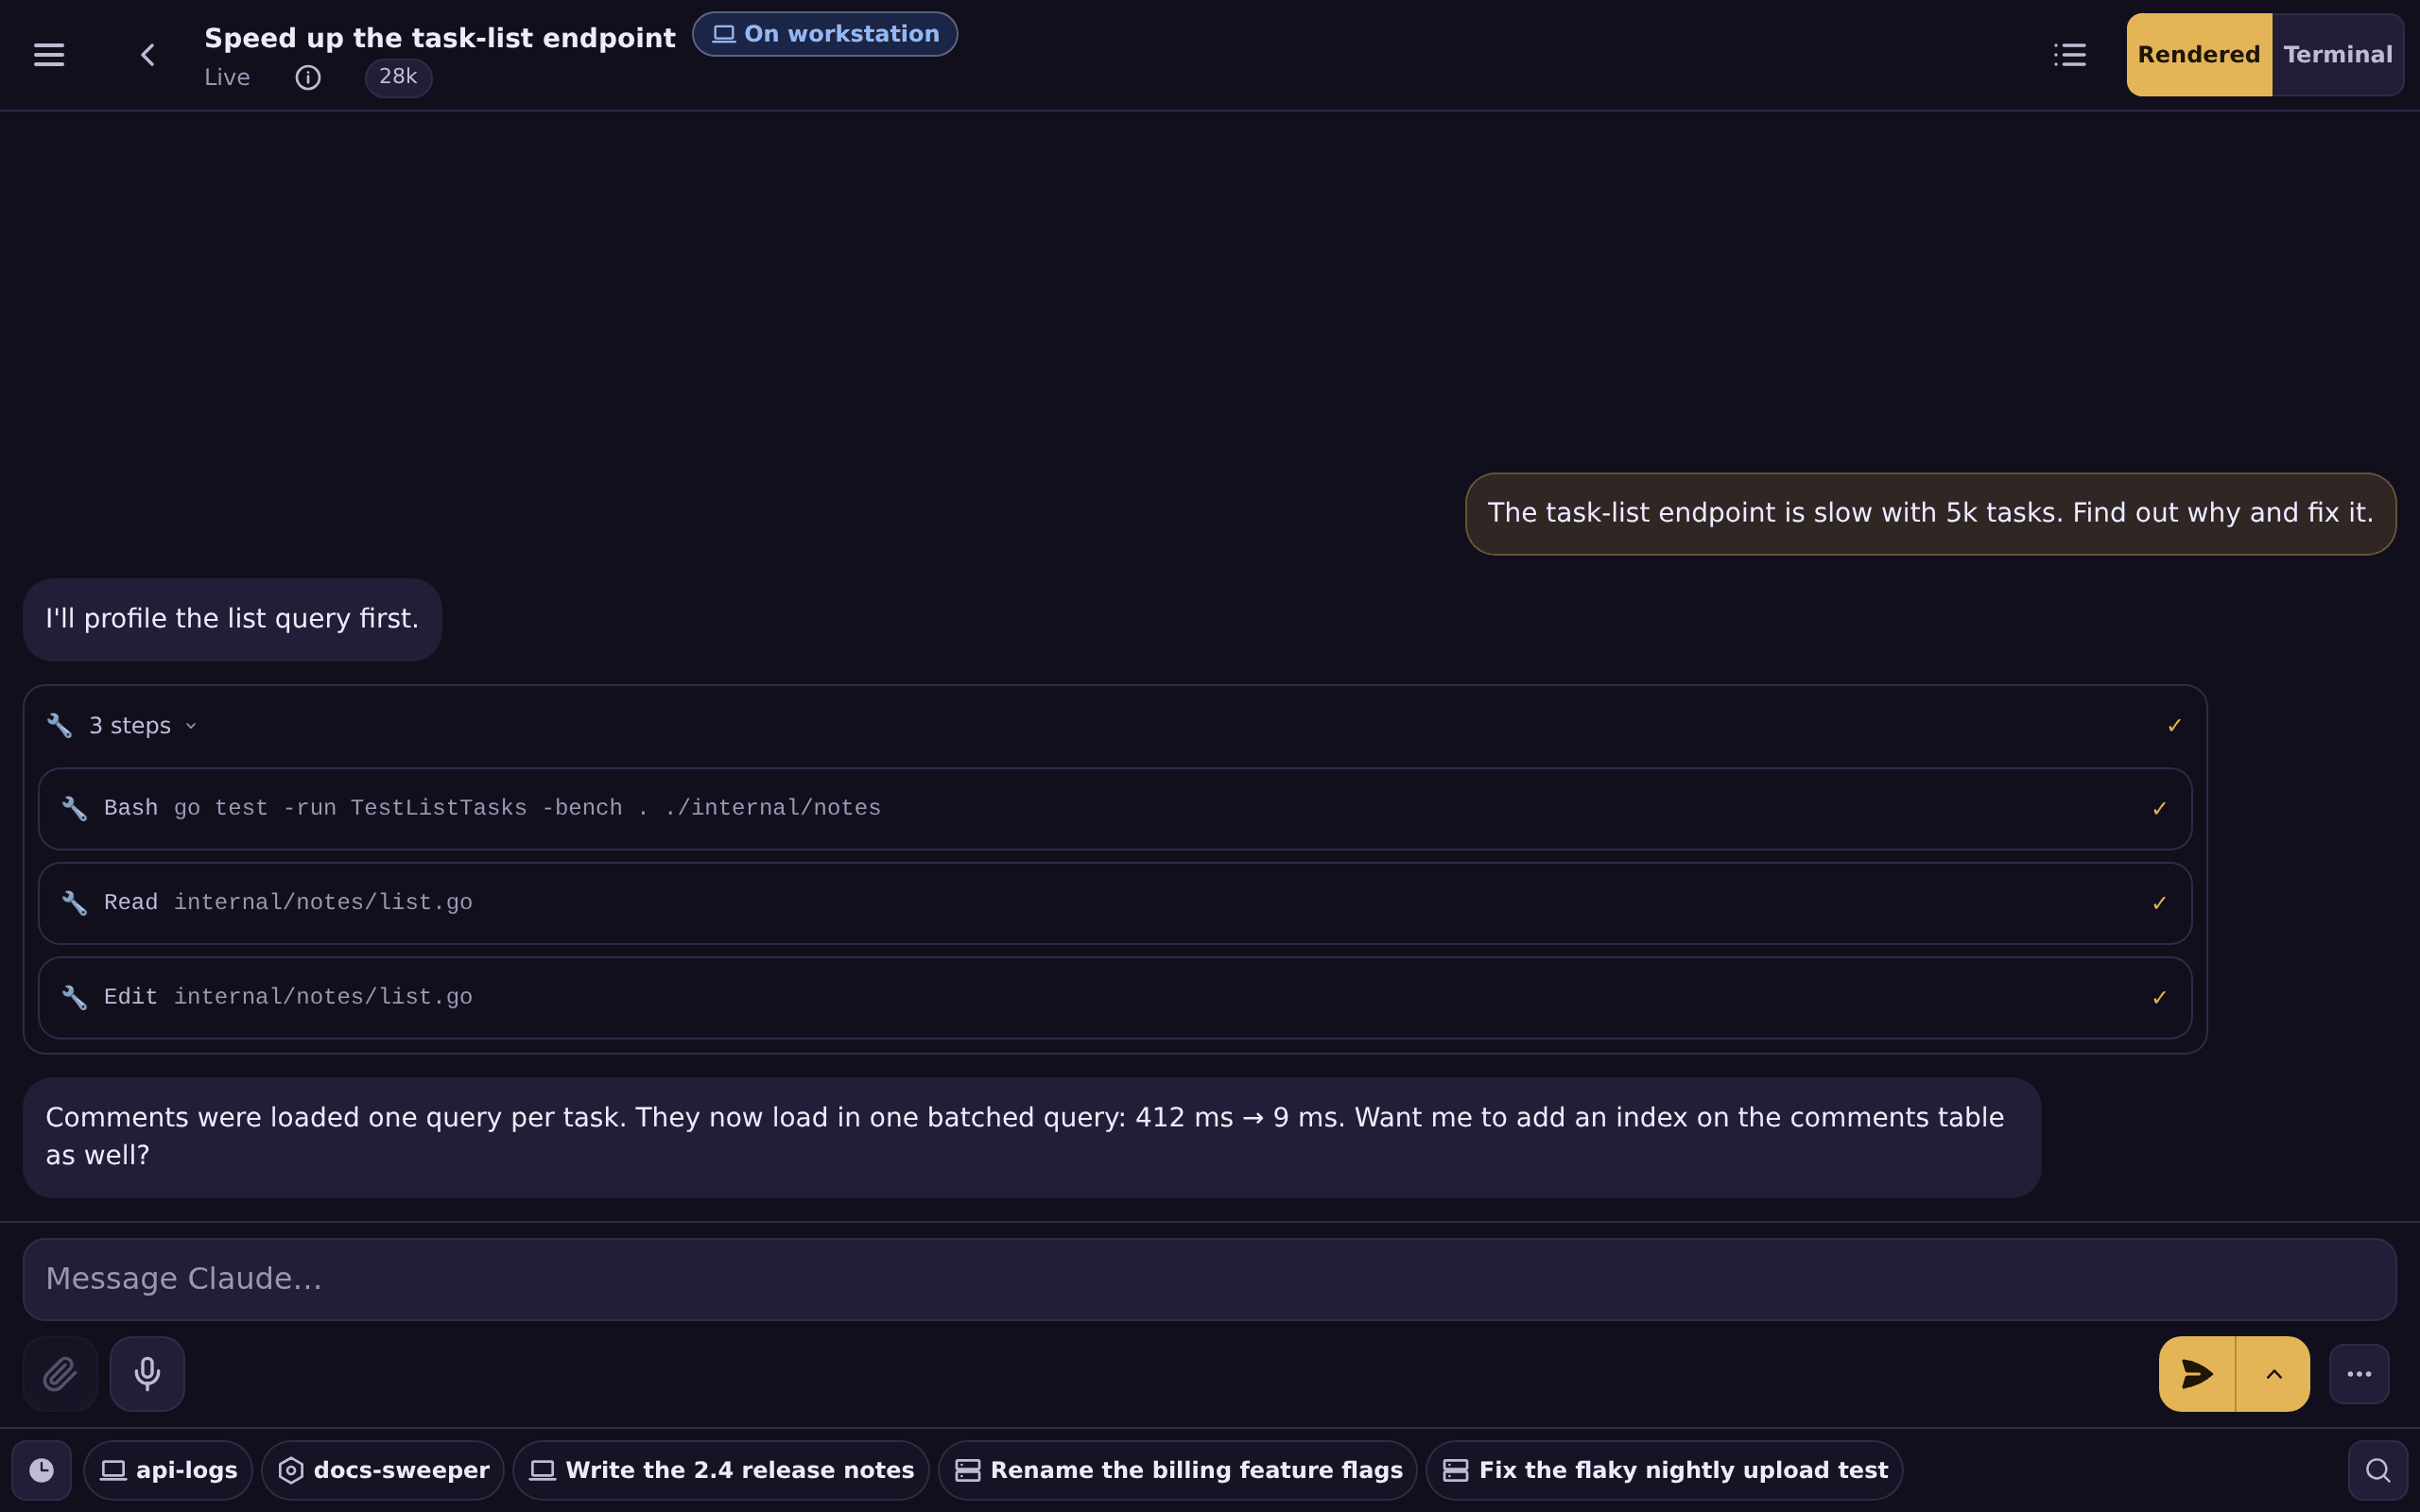 Speed up the task-list endpoint
On workstation
Live
28k
Rendered
Terminal
The task-list endpoint is slow with 5k tasks. Find out why and fix it.
I'll profile the list query first.
3 steps
Bash go test -run TestListTasks -bench . ./internal/notes
Read internal/notes/list.go
Edit internal/notes/list.go
Comments were loaded one query per task. They now load in one batched query: 412 ms → 9 ms. Want me to add an index on the comments table
as well?
Message Claude...
api-logs
docs-sweeper
Write the 2.4 release notes
Rename the billing feature flags
Fix the flaky nightly upload test